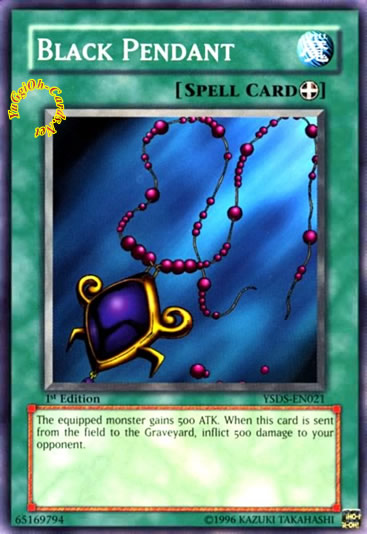 BLACK PENDANT
[SPELL CARD]
YuGiOh-Cards.Net
1st Edition
YSDS-EN021
The equipped monster gains 500 ATK. When this card is sent
from the field to the Graveyard, inflict 500 damage to your
opponent.
65169794
©1996 KAZUKI TAKAHASHI